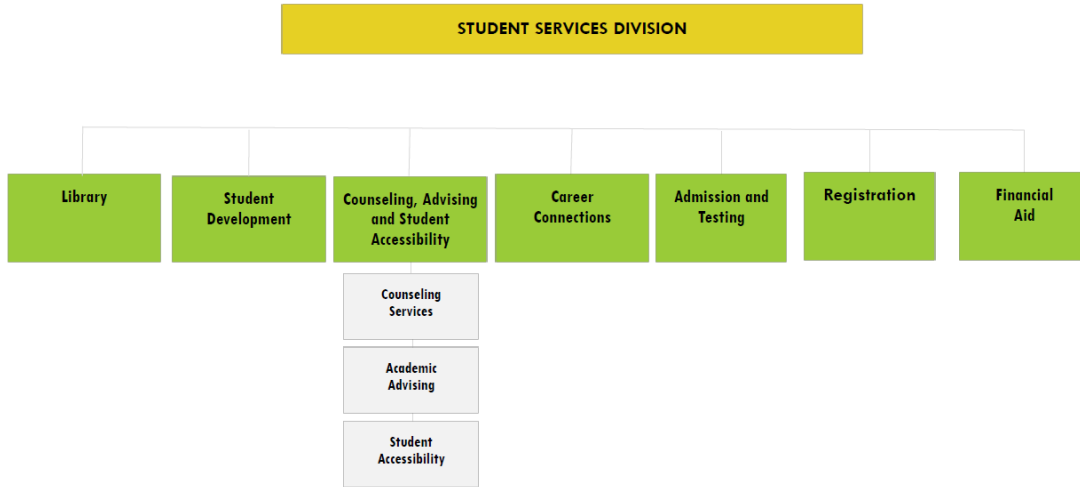 STUDENT SERVICES DIVISION
Library
Student
Development
Counseling, Advising
and Student
Accessibility
Career
Connections
Admission and
Testing
Registration
Financial
Aid
Counseling
Services
Academic
Advising
Student
Accessibility